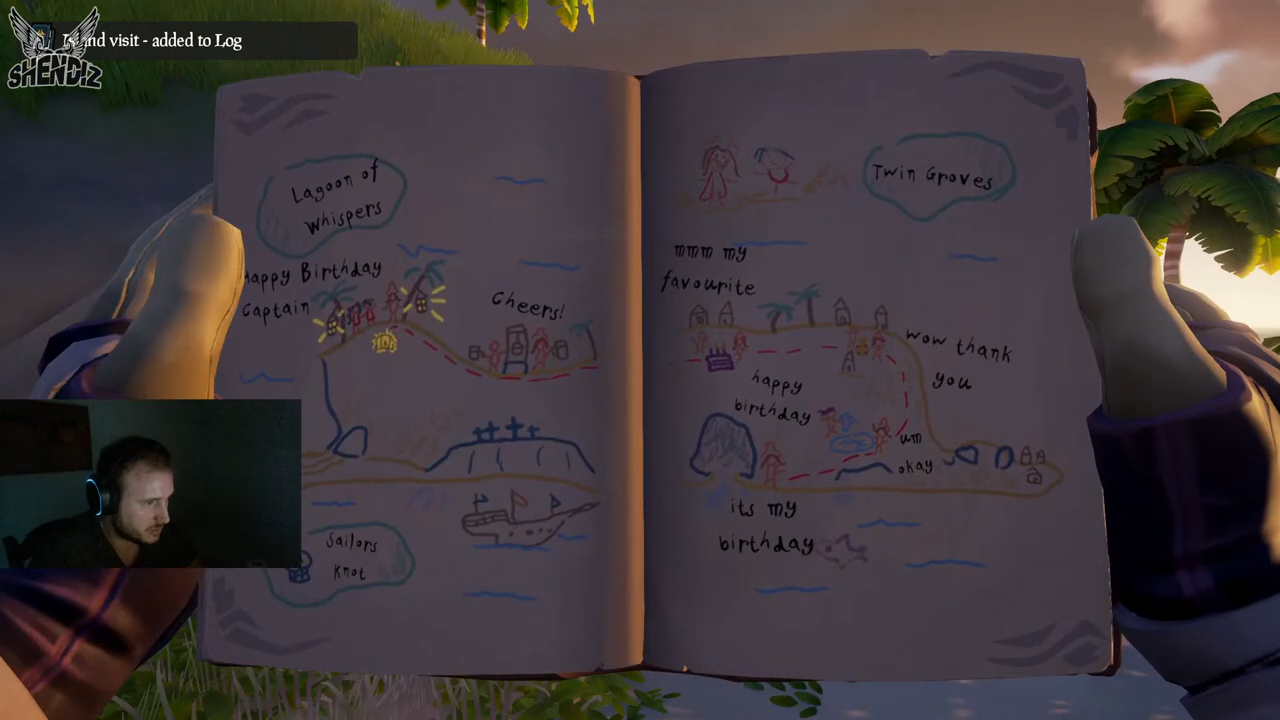 Island visit - added to Log
SHENDIZ
Lagoon of
Whispers
Happy Birthday
Captain
Cheers!
Sailors
Knot
Twin Groves
mmm my
favourite
wow thank
you
happy
birthday
um
okay
its my
birthday